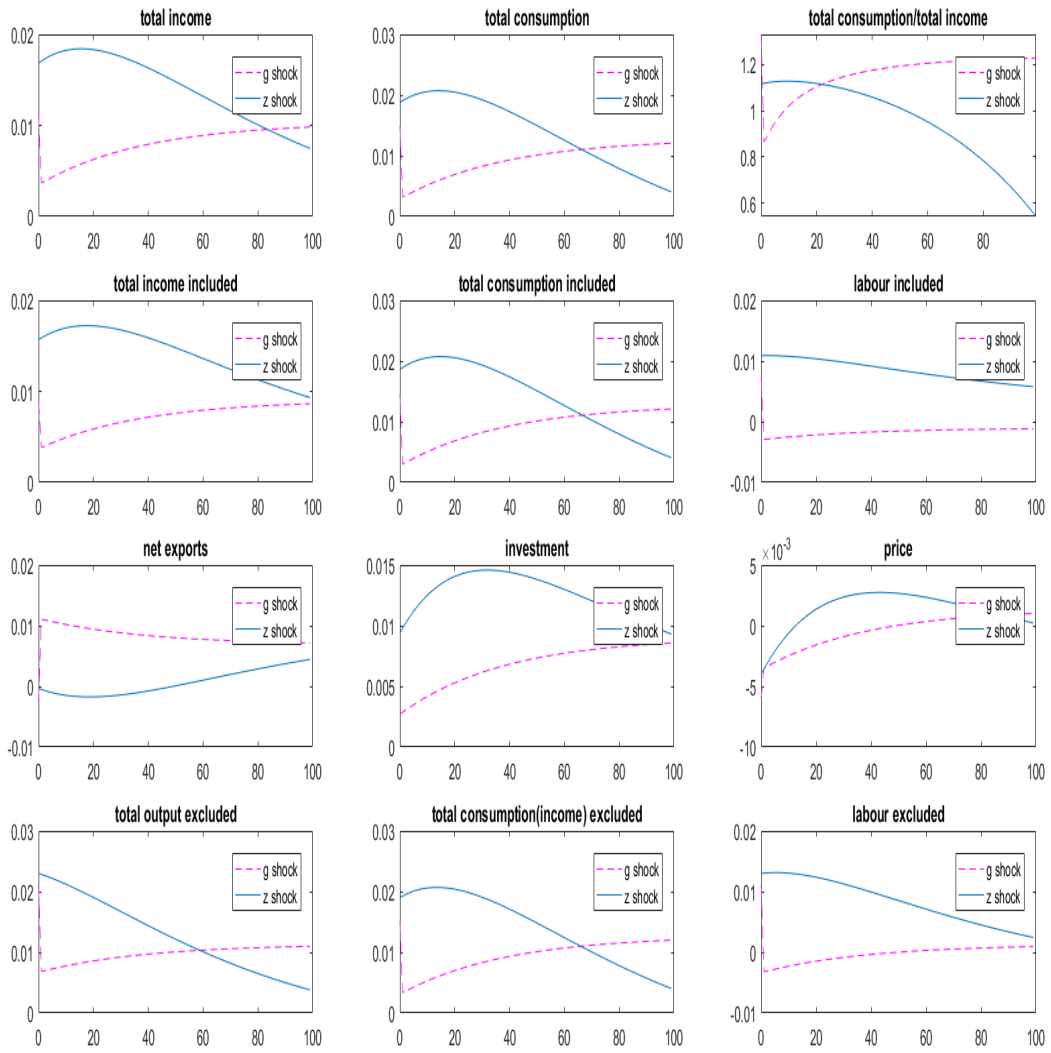 total income
0.02
0.01
0
0 20 40 60 80 100
g shock
z shock
total consumption
0.03
0.02
0.01
0
0 20 40 60 80 100
g shock
z shock
total consumption/total income
1.2
1
0.8
0.6
0 20 40 60 80
g shock
z shock
total income included
0.02
0.01
0
0 20 40 60 80 100
g shock
z shock
total consumption included
0.03
0.02
0.01
0
0 20 40 60 80 100
g shock
z shock
labour included
0.02
0.01
0
-0.01
0 20 40 60 80 100
g shock
z shock
net exports
0.02
0.01
0
-0.01
0 20 40 60 80 100
g shock
z shock
investment
0.015
0.01
0.005
0
0 20 40 60 80 100
g shock
z shock
price
×10-3
5
0
-5
-10
0 20 40 60 80 100
g shock
z shock
total output excluded
0.03
0.02
0.01
0
0 20 40 60 80 100
g shock
z shock
total consumption(income) excluded
0.03
0.02
0.01
0
0 20 40 60 80 100
g shock
z shock
labour excluded
0.02
0.01
0
-0.01
0 20 40 60 80 100
g shock
z shock